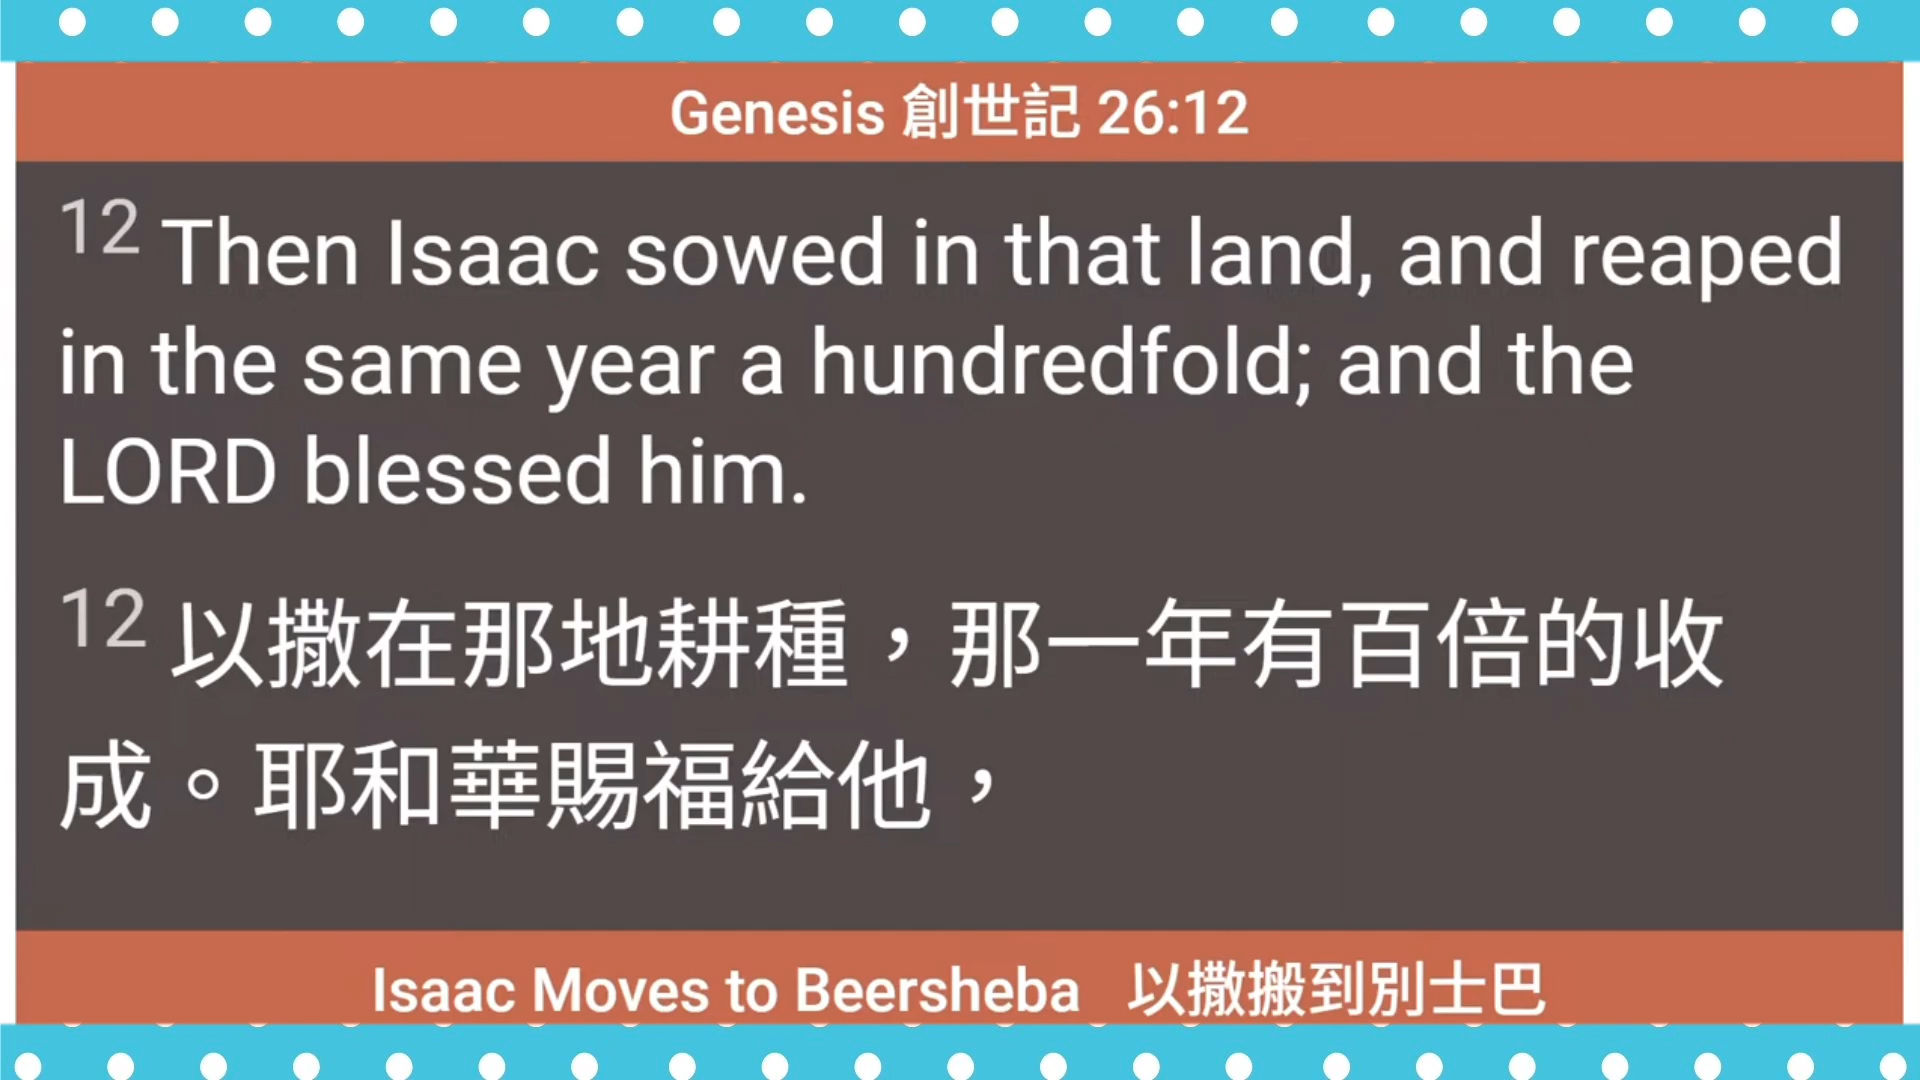 Genesis 創世記 26:12
12 Then Isaac sowed in that land, and reaped
in the same year a hundredfold; and the
LORD blessed him.
12 以撒在那地耕種，那一年有百倍的收
成。耶和華賜福給他，
Isaac Moves to Beersheba 以撒搬到別士巴